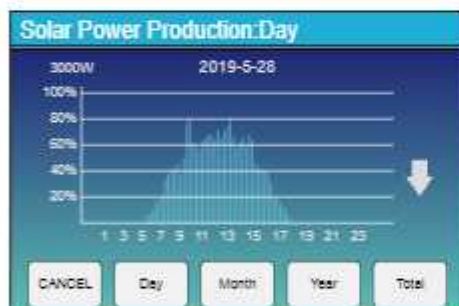 Solar Power Production:Day
3000W 2019-5-28
100%
80%
60%
40%
20%
1 3 5 7 9 11 13 15 17 19 21 23
CANCEL Day Month Year Total